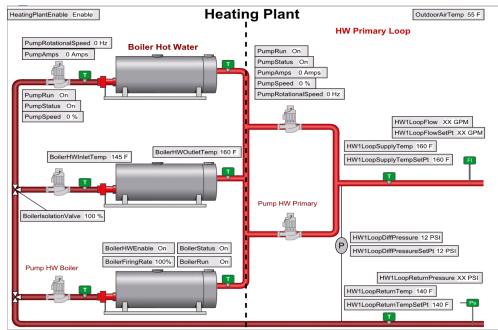 Heating Plant
HeatingPlantEnable Enable
OutdoorAirTemp 55 F
PumpRotationalSpeed 0 Hz
PumpAmps 0 Amps
Boiler Hot Water
HW Primary Loop
T
PumpRun On
PumpStatus On
PumpSpeed 0 %
PumpRun On
PumpStatus On
PumpAmps 0 Amps
PumpSpeed 0 %
PumpRotationalSpeed 0 Hz
T
HW1LoopFlow XX GPM
HW1LoopFlowSetPt XX GPM
BoilerHWInletTemp 145 F
BoilerHWOutletTemp 160 F
HW1LoopSupplyTemp 160 F
HW1LoopSupplyTempSetPt 160 F
Fl
T
T
T
BoilerIsolationValve 100 %
Pump HW Primary
P
HW1LoopDiffPressure 12 PSI
HW1LoopDiffPressureSetPt 12 PSI
BoilerHWEnable On
BoilerStatus On
BoilerFiringRate 100%
BoilerRun On
Pump HW Boiler
HW1LoopReturnPressure XX PSI
HW1LoopReturnTemp 140 F
HW1LoopReturnTempSetPt 140 F
Ps
T
T
T